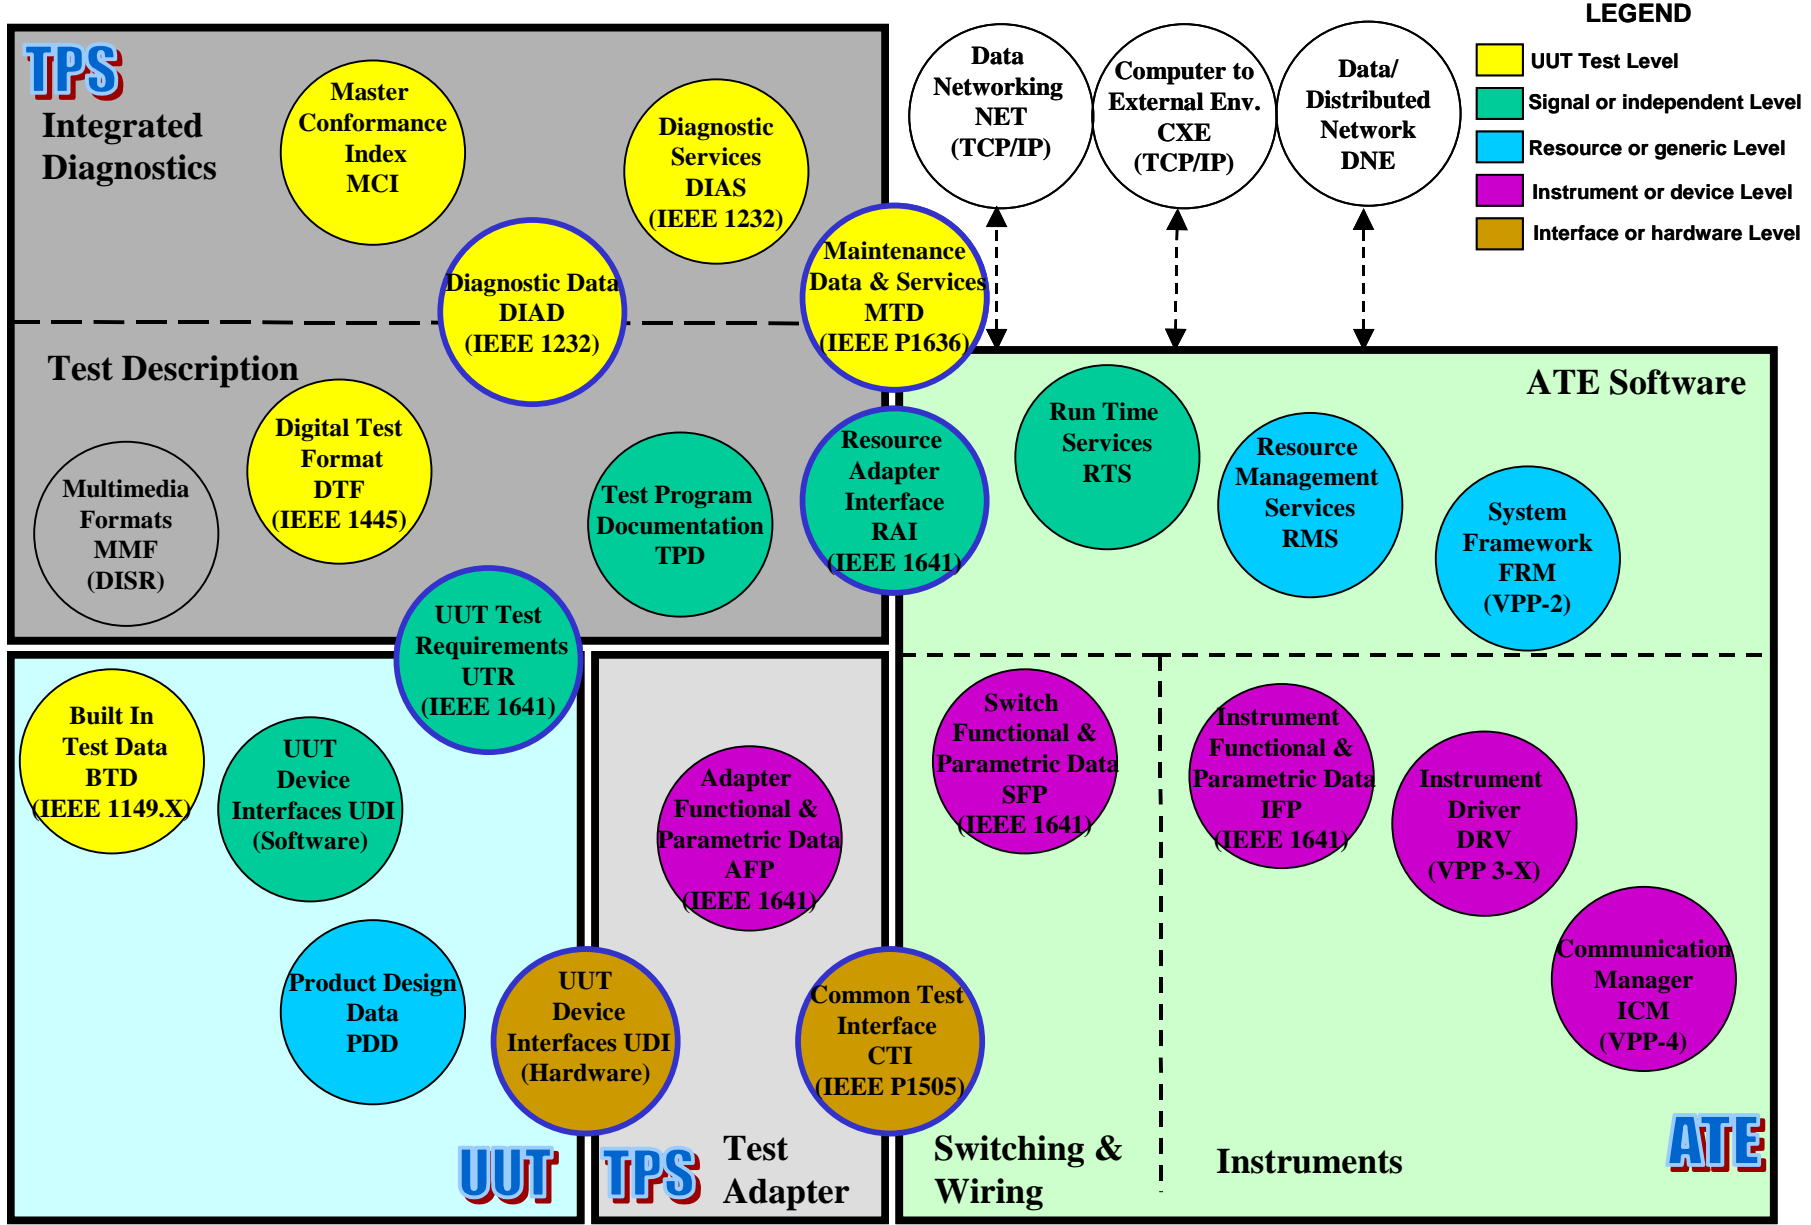 TPS
Integrated
Diagnostics
Master
Conformance
Index
MCI
Diagnostic
Services
DIAS
(IEEE 1232)
Diagnostic Data
DIAD
(IEEE 1232)
Maintenance
Data & Services
MTD
(IEEE P1636)
Data
Networking
NET
(TCP/IP)
Computer to
External Env.
CXE
(TCP/IP)
Data/
Distributed
Network
DNE
LEGEND
UUT Test Level
Signal or independent Level
Resource or generic Level
Instrument or device Level
Interface or hardware Level
Test Description
Digital Test
Format
DTF
(IEEE 1445)
Multimedia
Formats
MMF
(DISR)
Test Program
Documentation
TPD
Resource
Adapter
Interface
RAI
(IEEE 1641)
UUT Test
Requirements
UTR
(IEEE 1641)
ATE Software
Run Time
Services
RTS
Resource
Management
Services
RMS
System
Framework
FRM
(VPP-2)
Built In
Test Data
BTD
(IEEE 1149.X)
UUT
Device
Interfaces UDI
(Software)
Product Design
Data
PDD
UUT
Device
Interfaces UDI
(Hardware)
UUT
Adapter
Functional &
Parametric Data
AFP
(IEEE 1641)
Common Test
Interface
CTI
(IEEE P1505)
TPS
Test
Adapter
Switch
Functional &
Parametric Data
SFP
(IEEE 1641)
Switching &
Wiring
Instrument
Functional &
Parametric Data
IFP
(IEEE 1641)
Instrument
Driver
DRV
(VPP 3-X)
Communication
Manager
ICM
(VPP-4)
Instruments
ATE